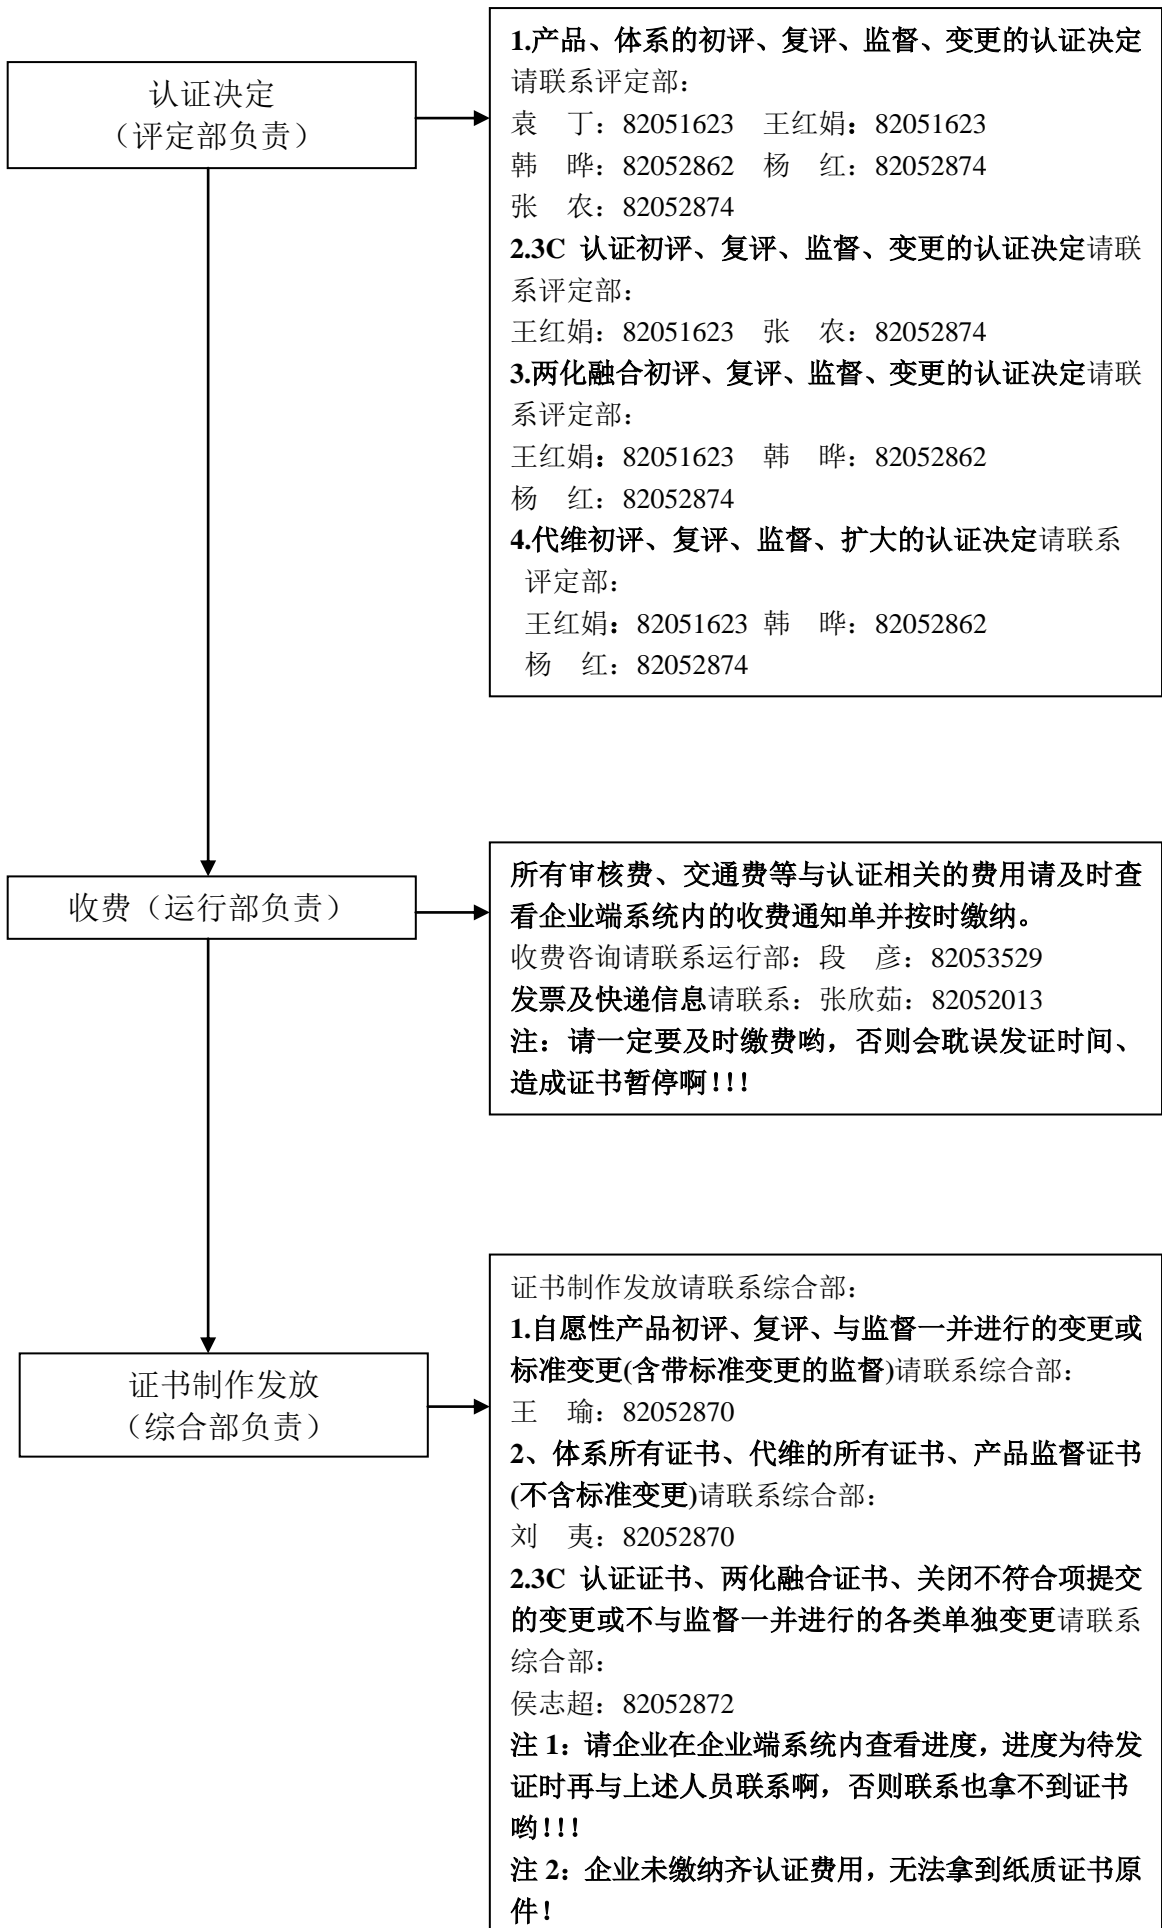 认证决定
（评定部负责）
1.产品、体系的初评、复评、监督、变更的认证决定
请联系评定部：
袁　丁：82051623　王红娟：82051623
韩　晔：82052862　杨　红：82052874
张　农：82052874
2.3C 认证初评、复评、监督、变更的认证决定请联
系评定部：
王红娟：82051623　张　农：82052874
3.两化融合初评、复评、监督、变更的认证决定请联
系评定部：
王红娟：82051623　韩　晔：82052862
杨　红：82052874
4.代维初评、复评、监督、扩大的认证决定请联系
评定部：
王红娟：82051623 韩　晔：82052862
杨　红：82052874
收费（运行部负责）
所有审核费、交通费等与认证相关的费用请及时查
看企业端系统内的收费通知单并按时缴纳。
收费咨询请联系运行部：段　彦：82053529
发票及快递信息请联系：张欣茹：82052013
注：请一定要及时缴费哟，否则会耽误发证时间、
造成证书暂停啊!!!
证书制作发放
（综合部负责）
证书制作发放请联系综合部：
1.自愿性产品初评、复评、与监督一并进行的变更或
标准变更(含带标准变更的监督)请联系综合部：
王　瑜：82052870
2、体系所有证书、代维的所有证书、产品监督证书
(不含标准变更)请联系综合部：
刘　夷：82052870
2.3C 认证证书、两化融合证书、关闭不符合项提交
的变更或不与监督一并进行的各类单独变更请联系
综合部：
侯志超：82052872
注 1：请企业在企业端系统内查看进度，进度为待发
证时再与上述人员联系啊，否则联系也拿不到证书
哟!!!
注 2：企业未缴纳齐认证费用，无法拿到纸质证书原
件！